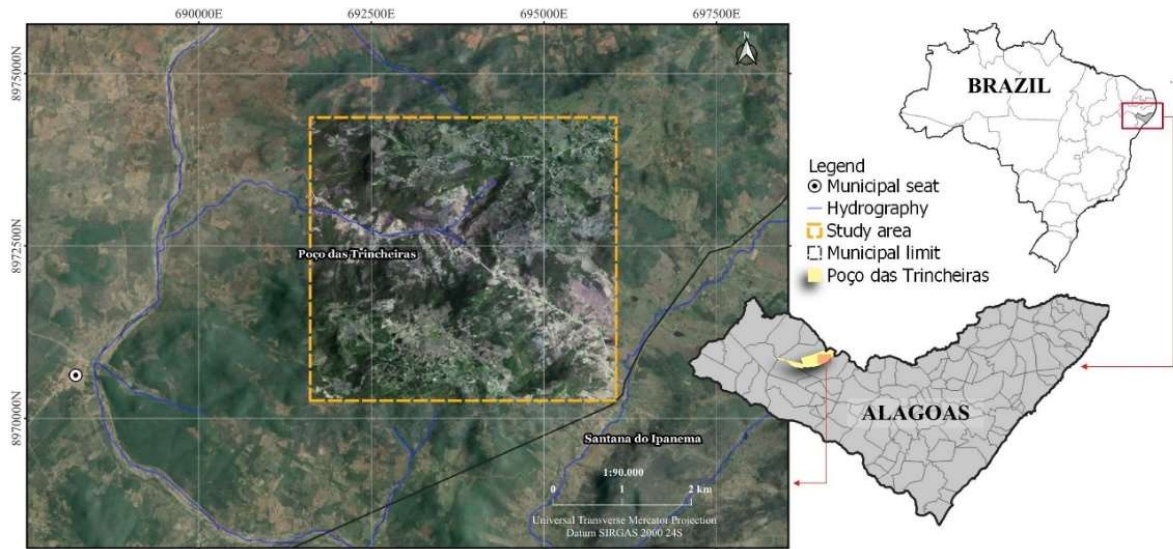 690000E
692500E
695000E
697500E
8975000N
8972500N
8970000N
N
Poço das Trincheiras
Santana do Ipanema
1:90.000
0 1 2 km
Universal Transverse Mercator Projection
Datum SIRGAS 2000 24S
BRAZIL
Legend
Municipal seat
Hydrography
Study area
Municipal limit
Poço das Trincheiras
ALAGOAS